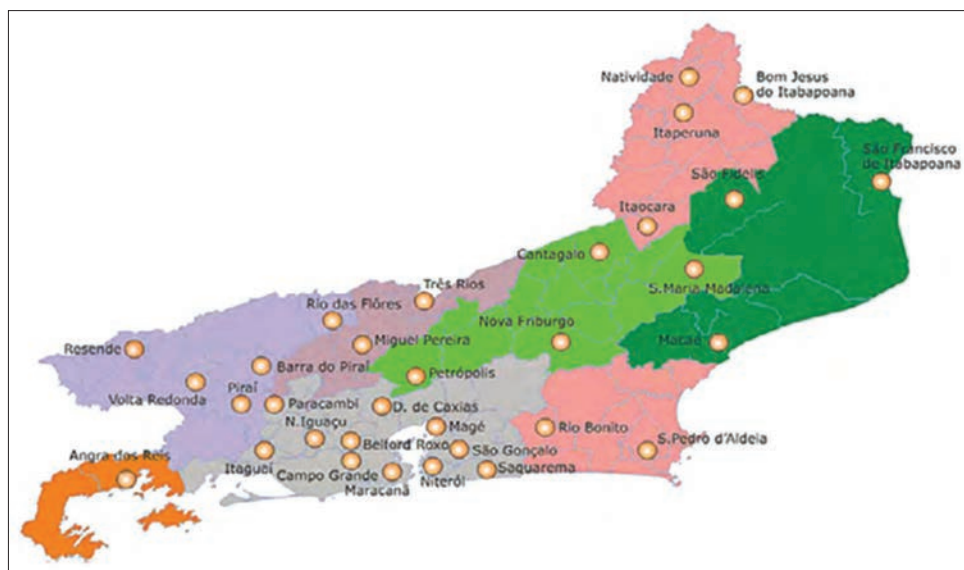 Natividade
Bom Jesus
do Itabapoana
Itaperuna
São Francisco
de Itabapoana
São Fidelis
Itaocara
Cantagalo
S.Maria Madalena
Três Rios
Rio das Flôres
Nova Friburgo
Miguel Pereira
Macaé
Resende
Barra do Piraí
Petrópolis
Volta Redonda
Piraí
Paracambi
D. de Caxias
N.Iguaçu
Magé
Rio Bonito
Belford Roxo
São Gonçalo
S.Pedro d'Aldeia
Angra dos Reis
Itaguaí
Campo Grande
Maracanã
Niterói
Saquarema